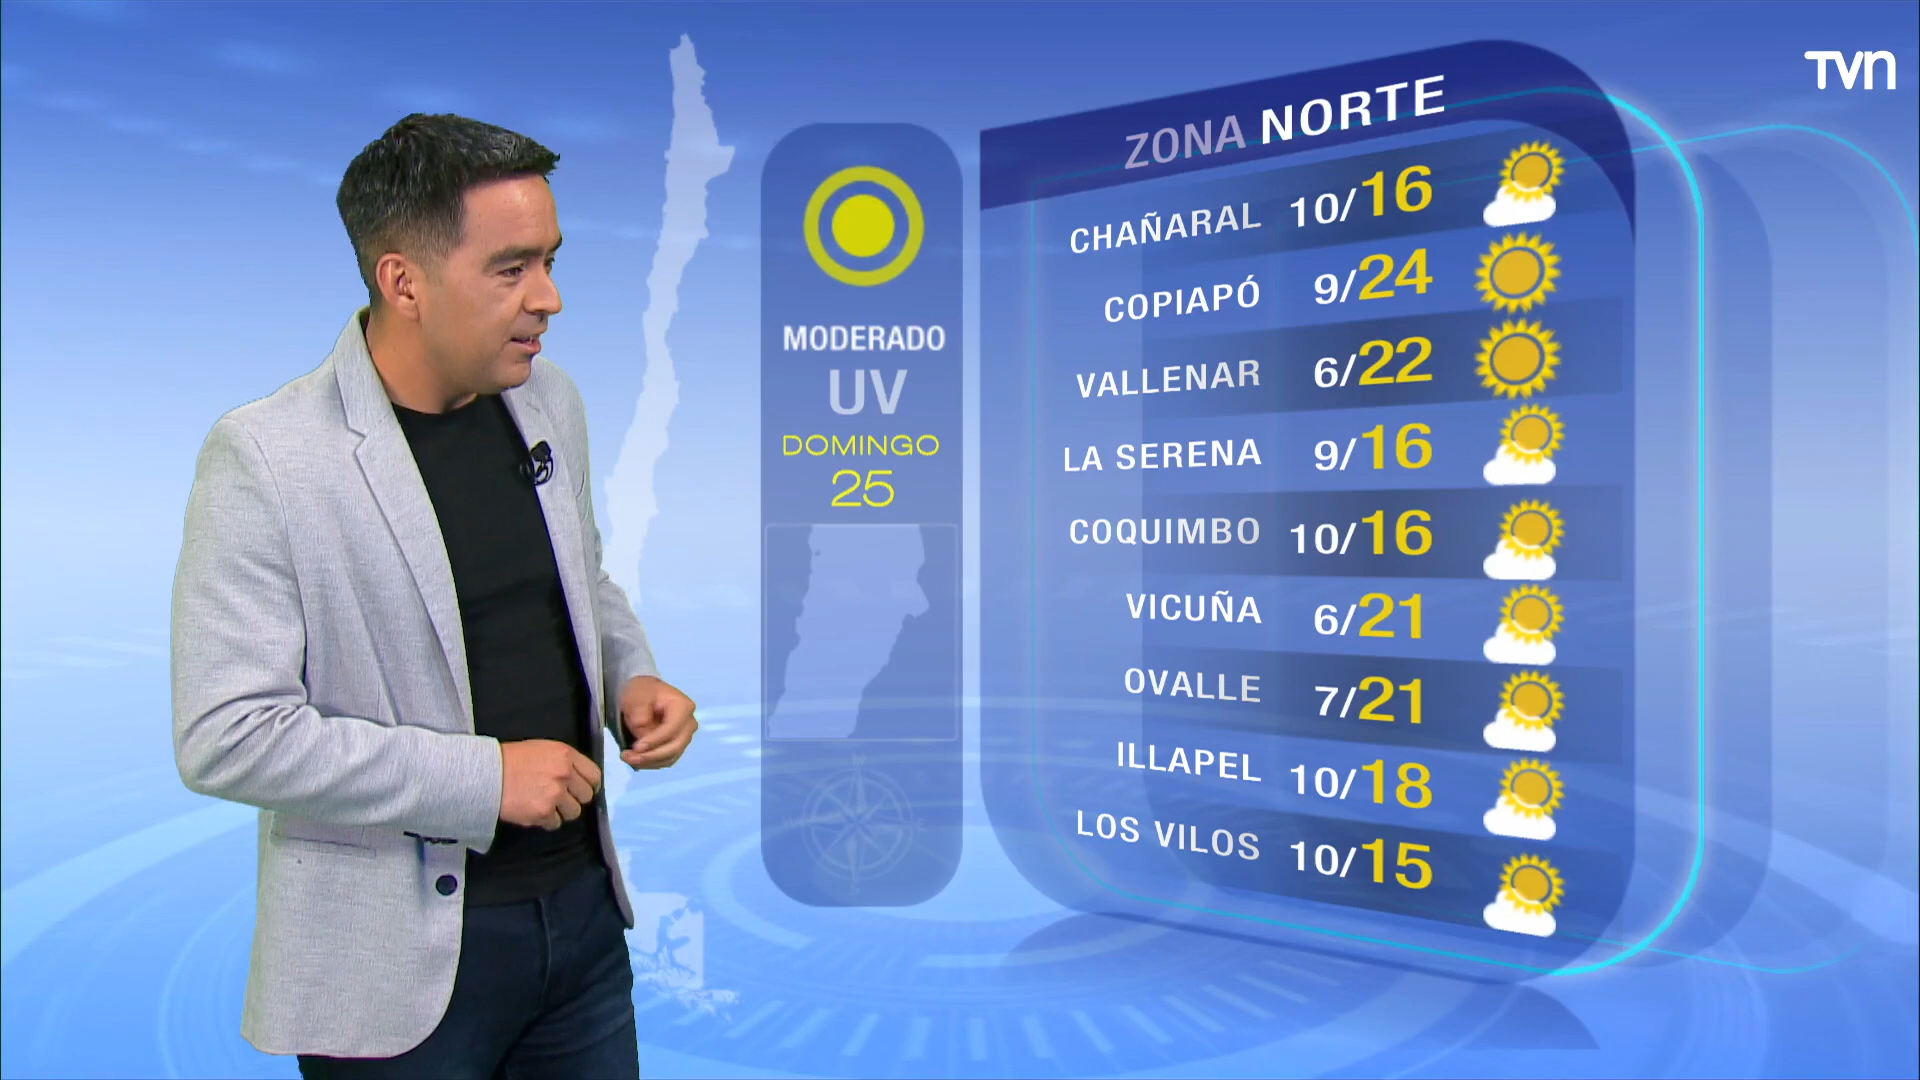 TVN
ZONA NORTE
MODERADO
UV
DOMINGO
25
CHAÑARAL 10/16
COPIAPÓ 9/24
VALLENAR 6/22
LA SERENA 9/16
COQUIMBO 10/16
VICUÑA 6/21
OVALLE 7/21
ILLAPEL 10/18
LOS VILOS 10/15